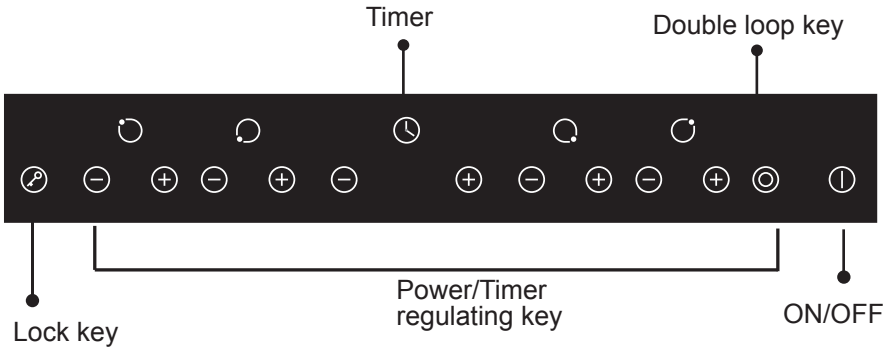 Timer
Double loop key
Power/Timer
regulating key
ON/OFF
Lock key